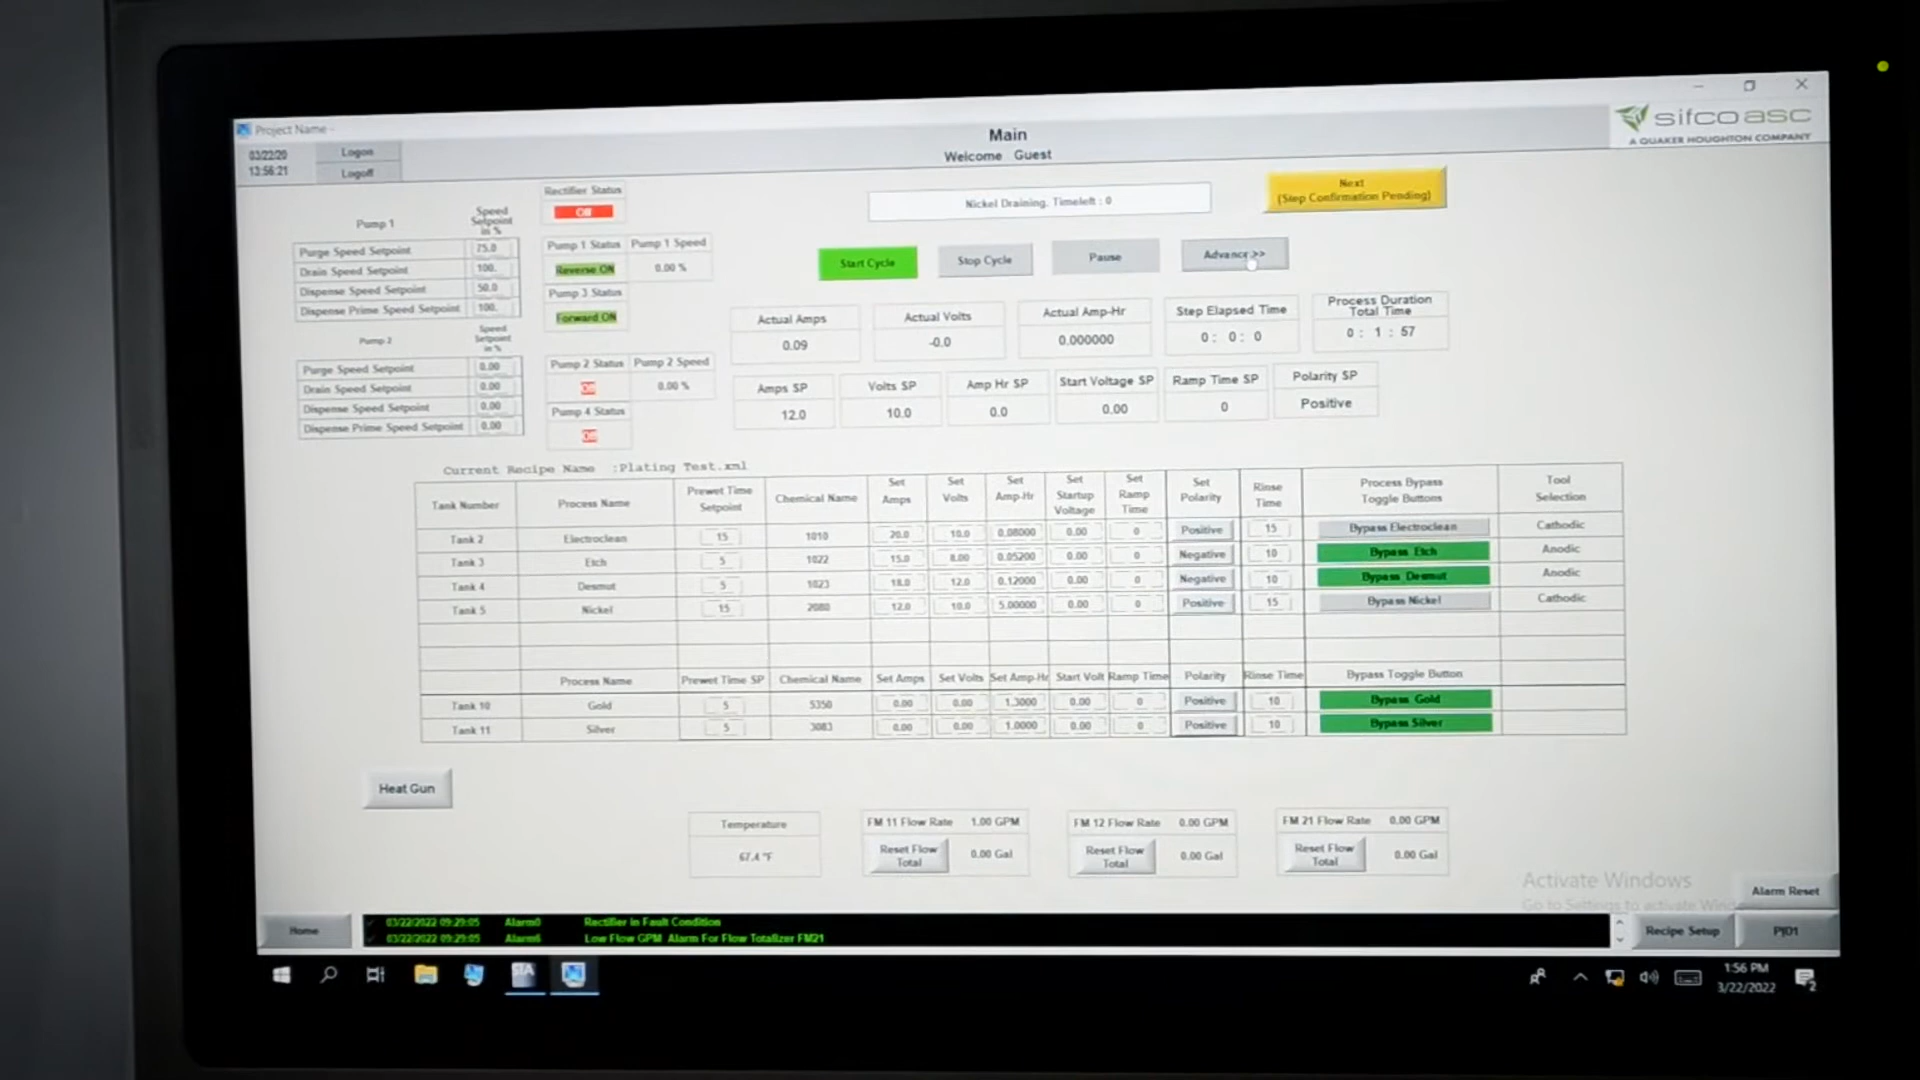 Project Name -
sifco asc
A QUAKER HOUGHTON COMPANY
03/22/20
13:56:21
Logon
Logoff
Main
Welcome Guest
Nickel Draining. Timeleft : 0
Next
(Step Confirmation Pending)
Start Cycle
Stop Cycle
Pause
Advance >>
Pump 1
Speed Setpoint in %
Purge Speed Setpoint 75.0
Drain Speed Setpoint 100.
Dispense Speed Setpoint 50.0
Dispense Prime Speed Setpoint 100.
Pump 2
Speed Setpoint in %
Purge Speed Setpoint 0.00
Drain Speed Setpoint 0.00
Dispense Speed Setpoint 0.00
Dispense Prime Speed Setpoint 0.00
Rectifier Status
Off
Pump 1 Status Pump 1 Speed
Reverse ON 0.00 %
Pump 3 Status
Forward ON
Pump 2 Status Pump 2 Speed
Off 0.00 %
Pump 4 Status
Off
Actual Amps Actual Volts Actual Amp-Hr Step Elapsed Time Process Duration Total Time
0.09 -0.0 0.000000 0 : 0 : 0 0 : 1 : 57
Amps SP Volts SP Amp Hr SP Start Voltage SP Ramp Time SP Polarity SP
12.0 10.0 0.0 0.00 0 Positive
Current Recipe Name :Plating Test.xml
Tank Number Process Name Prewet Time Setpoint Chemical Name Set Amps Set Volts Set Amp-Hr Set Startup Voltage Set Ramp Time Set Polarity Rinse Time Process Bypass Toggle Buttons Tool Selection
Tank 2 Electroclean 15 1010 20.0 10.0 0.08000 0.00 0 Positive 15 Bypass Electroclean Cathodic
Tank 3 Etch 5 1022 15.0 8.00 0.05200 0.00 0 Negative 10 Bypass Etch Anodic
Tank 4 Desmut 5 1023 18.0 12.0 0.12000 0.00 0 Negative 10 Bypass Desmut Anodic
Tank 5 Nickel 15 2080 12.0 10.0 5.00000 0.00 0 Positive 15 Bypass Nickel Cathodic
Process Name Prewet Time SP Chemical Name Set Amps Set Volts Set Amp-Hr Start Volt Ramp Time Polarity Rinse Time Bypass Toggle Button
Tank 10 Gold 5 5350 0.00 0.00 1.3000 0.00 0 Positive 10 Bypass Gold
Tank 11 Silver 5 3083 0.00 0.00 1.0000 0.00 0 Positive 10 Bypass Silver
Heat Gun
Temperature
67.4 °F
FM 11 Flow Rate 1.00 GPM
Reset Flow Total 0.00 Gal
FM 12 Flow Rate 0.00 GPM
Reset Flow Total 0.00 Gal
FM 21 Flow Rate 0.00 GPM
Reset Flow Total 0.00 Gal
Activate Windows
Go to Settings to activate Windows
Alarm Reset
Home
03/22/2022 09:29:05 Alarm0 Rectifier in Fault Condition
03/22/2022 09:29:05 Alarm6 Low Flow GPM Alarm For Flow Totalizer FM21
Recipe Setup
PJ01
1:56 PM
3/22/2022
2